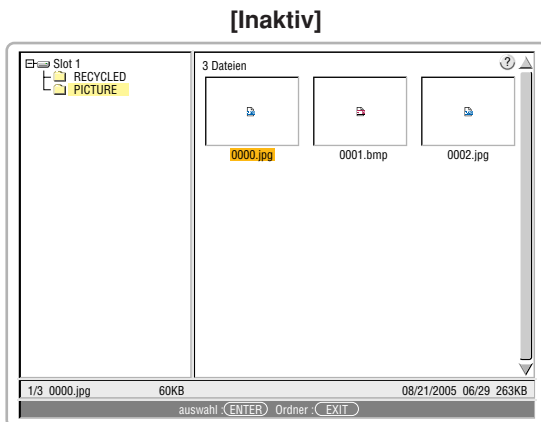 [Inaktiv]
Slot 1
RECYCLED
PICTURE
3 Dateien
?
0000.jpg 0001.bmp 0002.jpg
1/3 0000.jpg 60KB 08/21/2005 06/29 263KB
auswahl :ENTER Ordner :EXIT